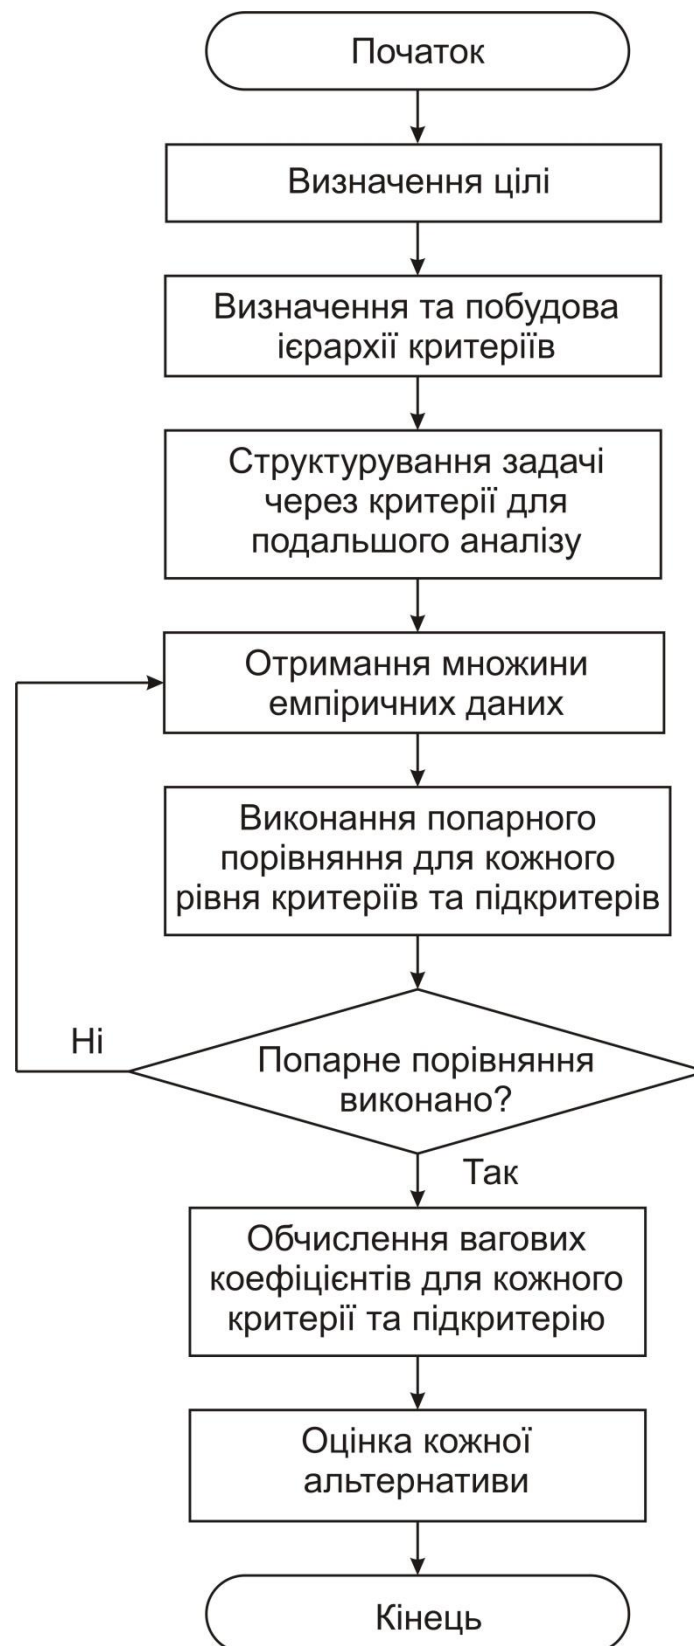 Початок
Визначення цілі
Визначення та побудова
ієрархії критеріїв
Структурування задачі
через критерії для
подальшого аналізу
Отримання множини
емпіричних даних
Виконання попарного
порівняння для кожного
рівня критеріїв та підкритерів
Ні
Попарне порівняння
виконано?
Так
Обчислення вагових
коефіцієнтів для кожного
критерії та підкритерію
Оцінка кожної
альтернативи
Кінець